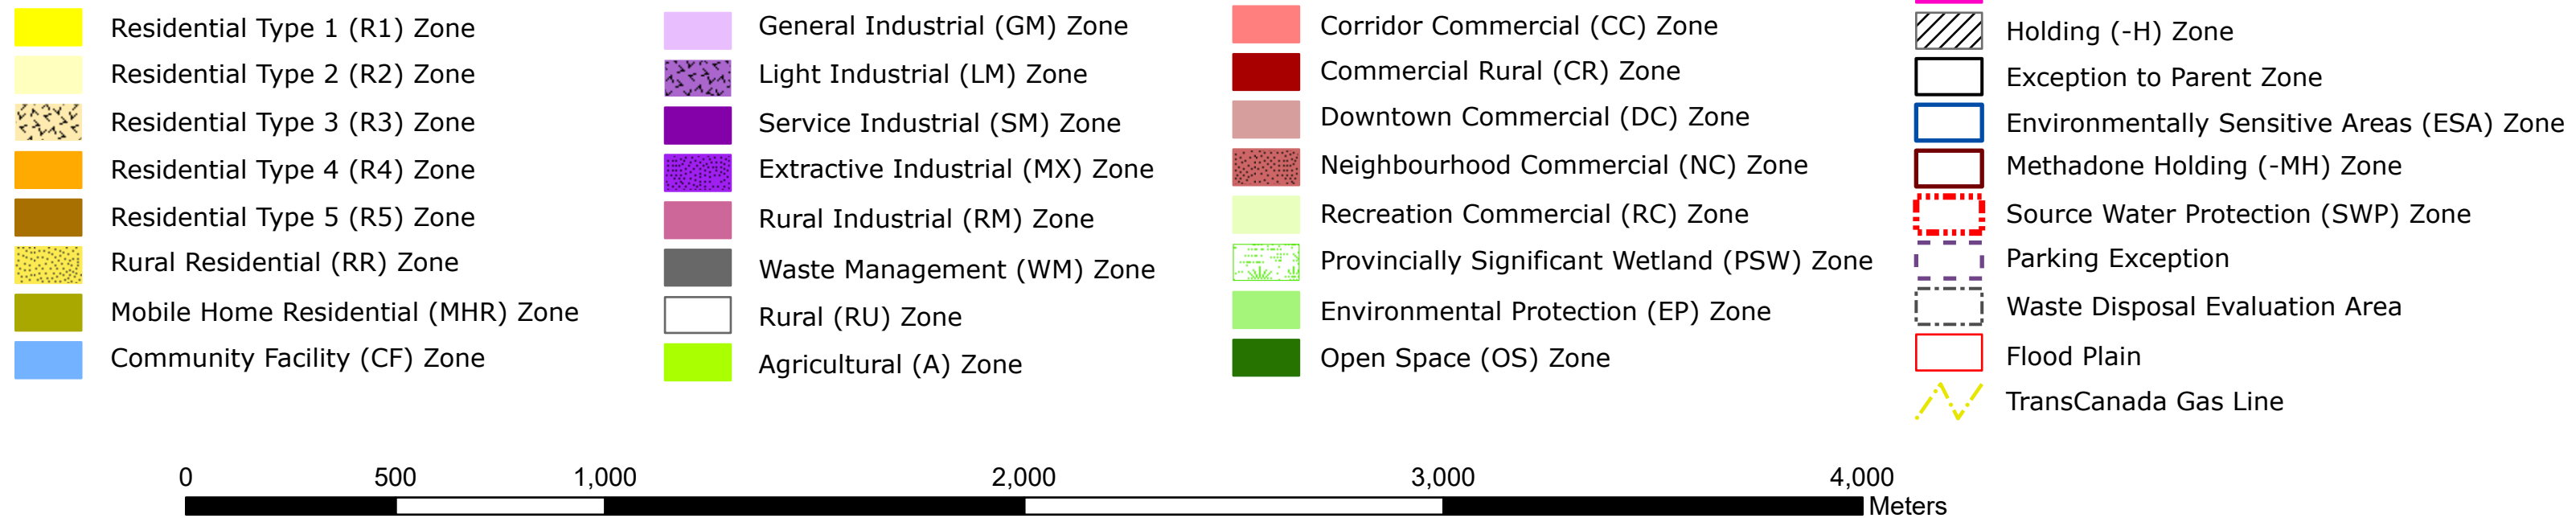 Residential Type 1 (R1) Zone
Residential Type 2 (R2) Zone
Residential Type 3 (R3) Zone
Residential Type 4 (R4) Zone
Residential Type 5 (R5) Zone
Rural Residential (RR) Zone
Mobile Home Residential (MHR) Zone
Community Facility (CF) Zone
General Industrial (GM) Zone
Light Industrial (LM) Zone
Service Industrial (SM) Zone
Extractive Industrial (MX) Zone
Rural Industrial (RM) Zone
Waste Management (WM) Zone
Rural (RU) Zone
Agricultural (A) Zone
Corridor Commercial (CC) Zone
Commercial Rural (CR) Zone
Downtown Commercial (DC) Zone
Neighbourhood Commercial (NC) Zone
Recreation Commercial (RC) Zone
Provincially Significant Wetland (PSW) Zone
Environmental Protection (EP) Zone
Open Space (OS) Zone
Holding (-H) Zone
Exception to Parent Zone
Environmentally Sensitive Areas (ESA) Zone
Methadone Holding (-MH) Zone
Source Water Protection (SWP) Zone
Parking Exception
Waste Disposal Evaluation Area
Flood Plain
TransCanada Gas Line
0 500 1,000 2,000 3,000 4,000
Meters